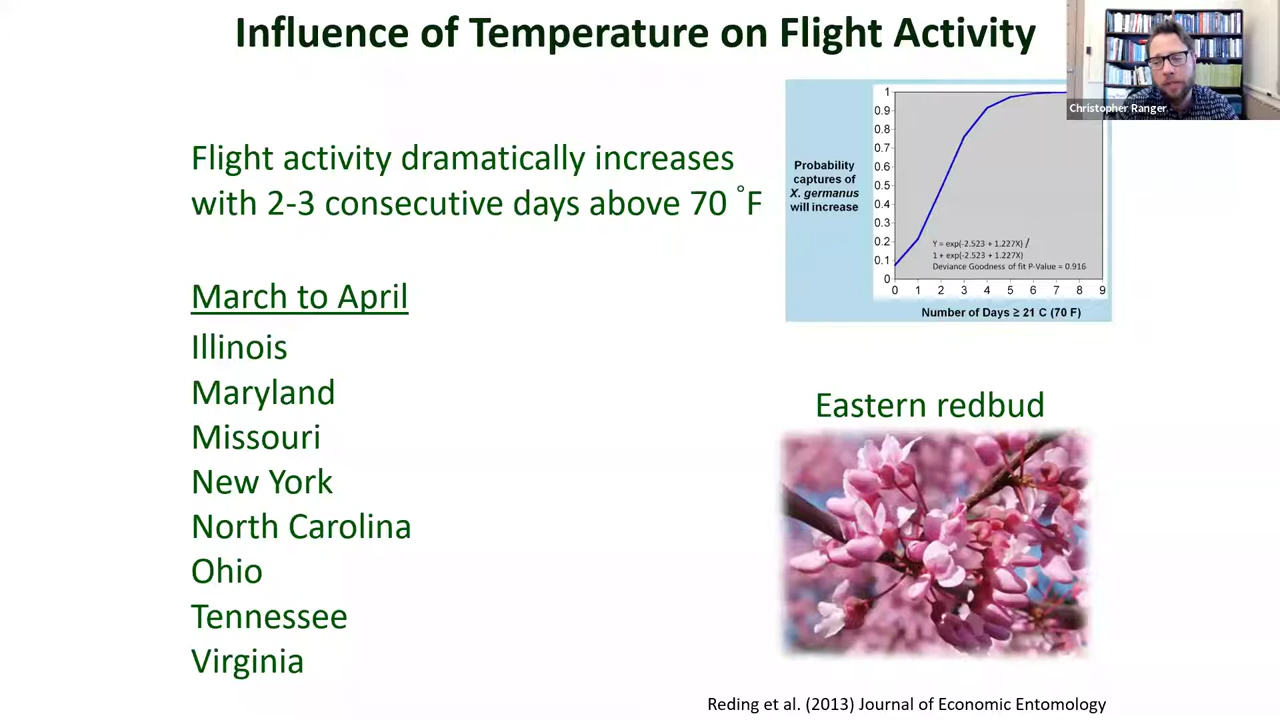 Influence of Temperature on Flight Activity
Christopher Ranger
Flight activity dramatically increases
with 2-3 consecutive days above 70 °F
March to April
Illinois
Maryland
Missouri
New York
North Carolina
Ohio
Tennessee
Virginia
Probability
captures of
X. germanus
will increase
1
0.9
0.8
0.7
0.6
0.5
0.4
0.3
0.2
0.1
0
Y = exp(-2.523 + 1.227X) /
1 + exp(-2.523 + 1.227X)
Deviance Goodness of fit P-Value = 0.916
0 1 2 3 4 5 6 7 8 9
Number of Days ≥ 21 C (70 F)
Eastern redbud
Reding et al. (2013) Journal of Economic Entomology